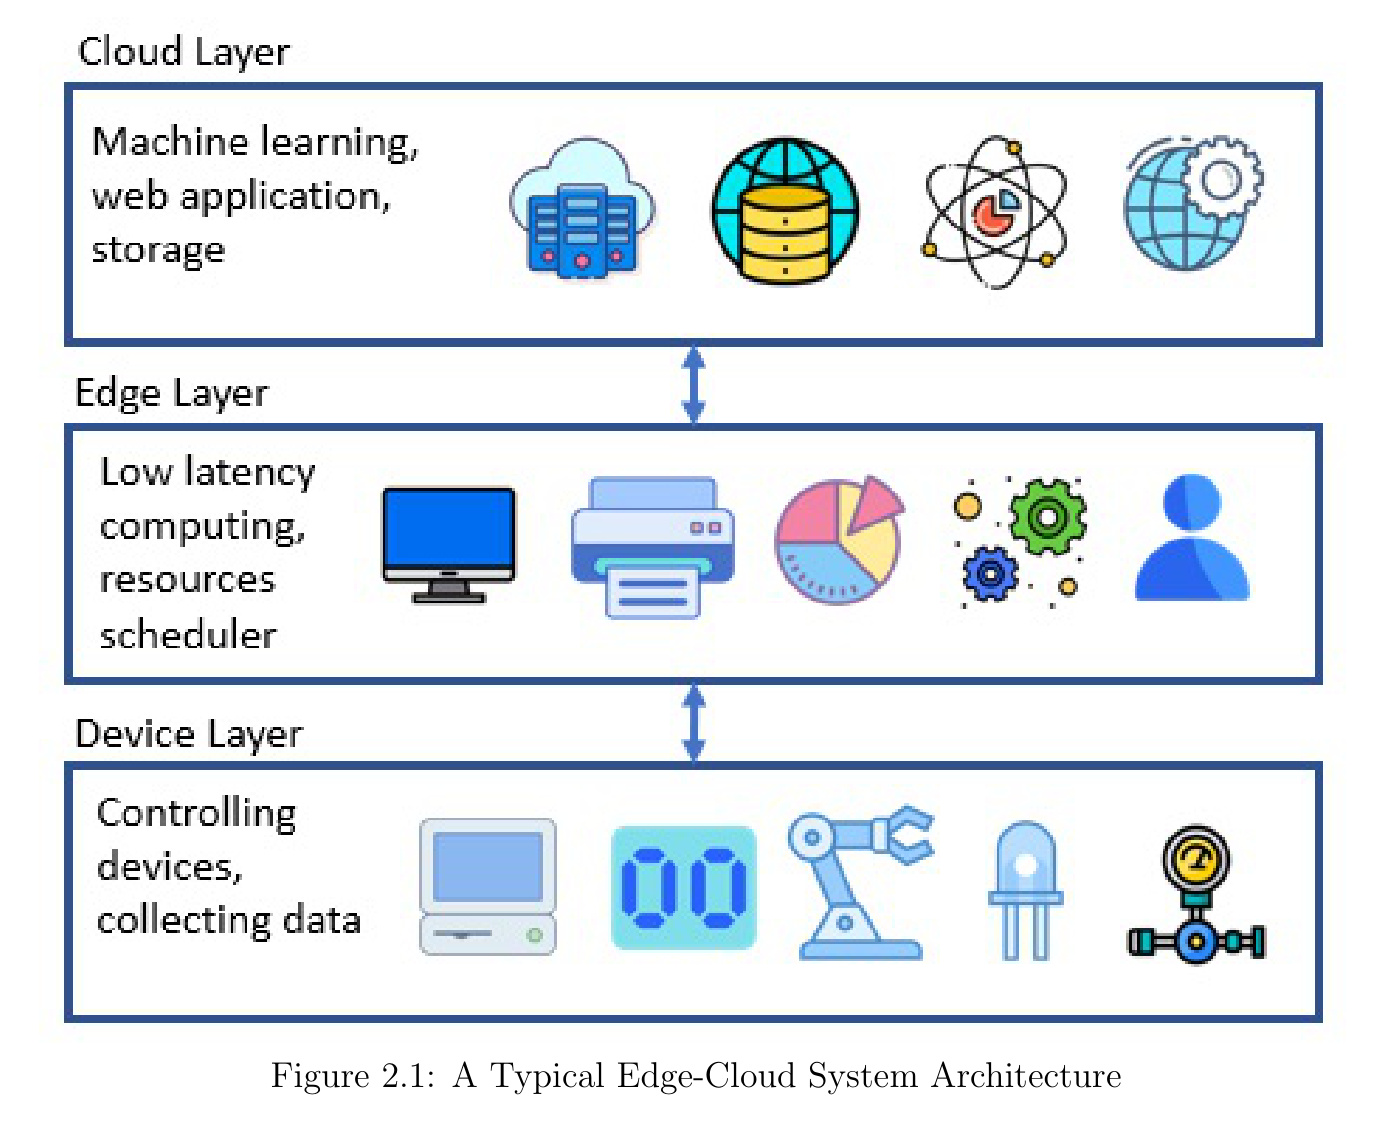 Cloud Layer
Machine learning,
web application,
storage
Edge Layer
Low latency
computing,
resources
scheduler
Device Layer
Controlling
devices,
collecting data
00
Figure 2.1: A Typical Edge-Cloud System Architecture